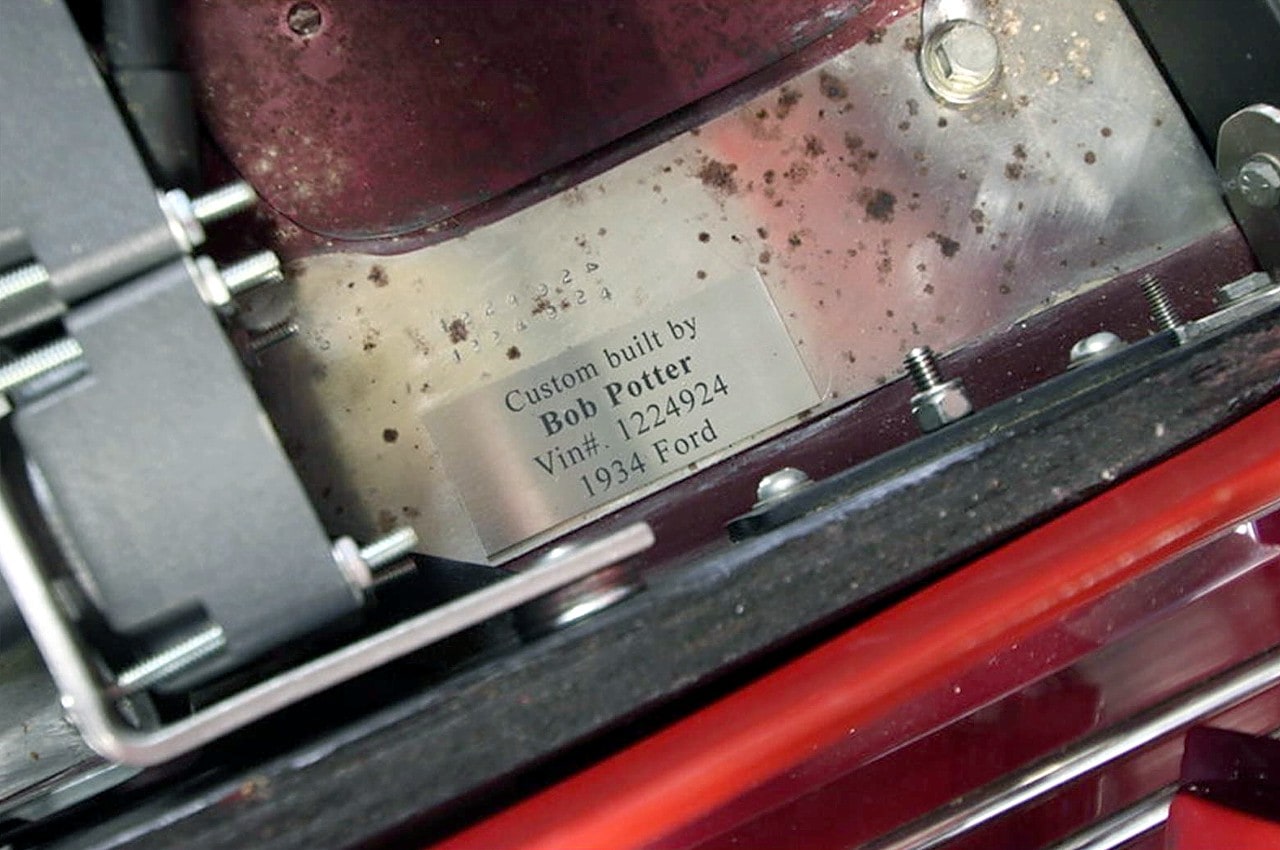 Custom built by
Bob Potter
Vin#. 1224924
1934 Ford